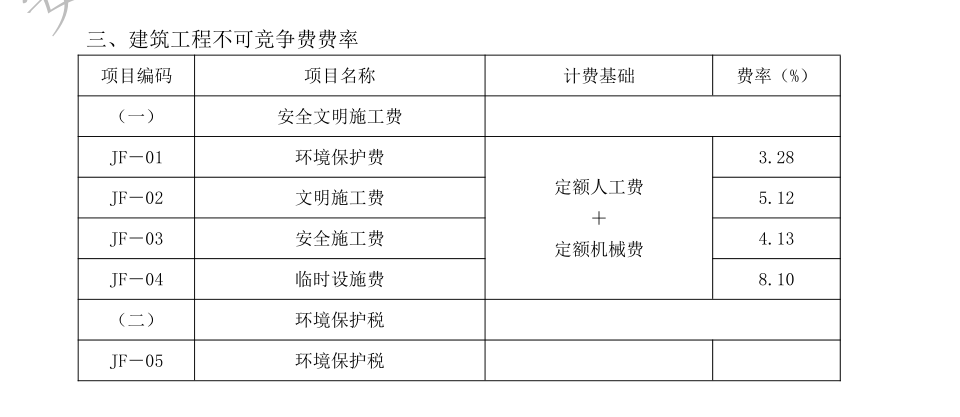 三、建筑工程不可竞争费费率
项目编码 项目名称 计费基础 费率（%）
（一） 安全文明施工费
JF－01 环境保护费 定额人工费＋定额机械费 3.28
JF－02 文明施工费 5.12
JF－03 安全施工费 4.13
JF－04 临时设施费 8.10
（二） 环境保护税
JF－05 环境保护税